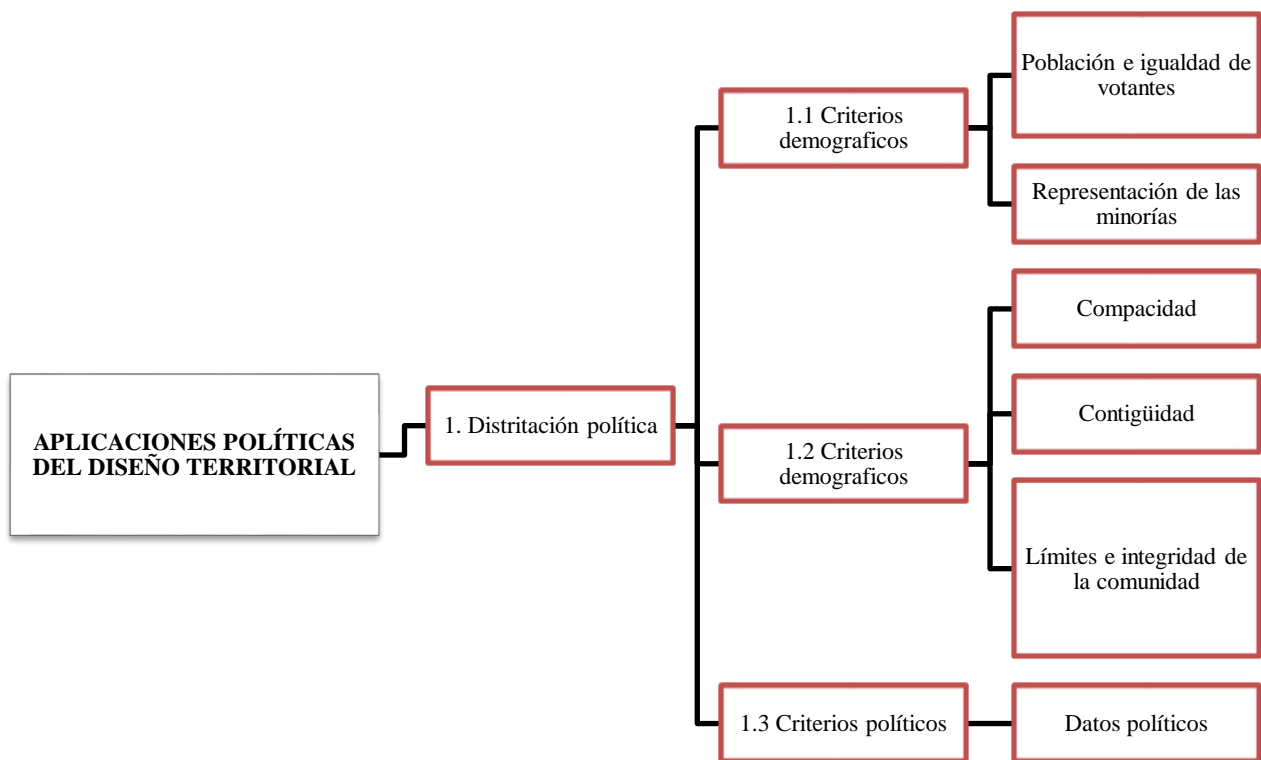 APLICACIONES POLÍTICAS
DEL DISEÑO TERRITORIAL
1. Distritación política
1.1 Criterios
demograficos
Población e igualdad de
votantes
Representación de las
minorías
1.2 Criterios
demograficos
Compacidad
Contigüidad
Límites e integridad de
la comunidad
1.3 Criterios políticos
Datos políticos